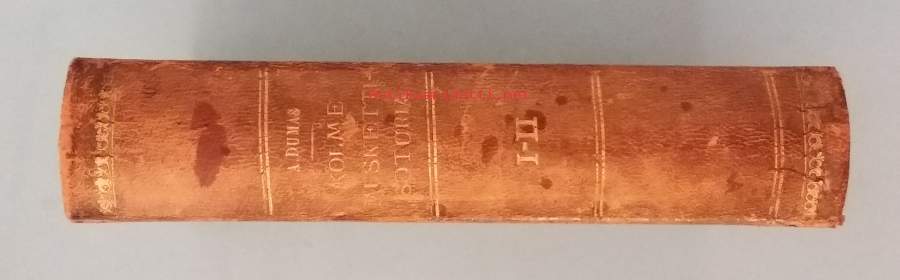 A. DUMAS
KOLME
MUSKETTI-
SOTURIA
I-II